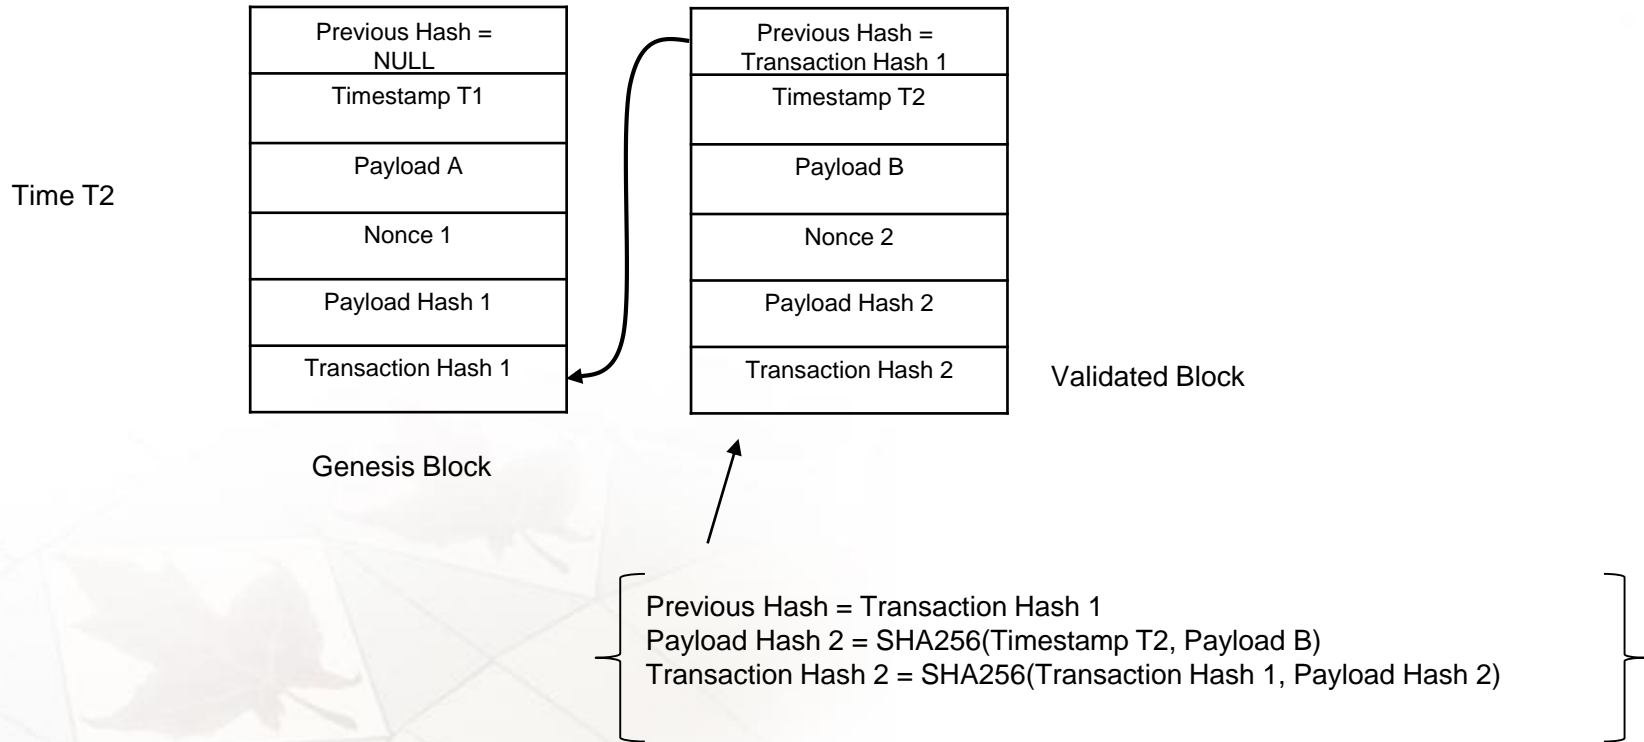 Previous Hash =
NULL
Timestamp T1
Payload A
Nonce 1
Payload Hash 1
Transaction Hash 1
Previous Hash =
Transaction Hash 1
Timestamp T2
Payload B
Nonce 2
Payload Hash 2
Transaction Hash 2
Time T2
Validated Block
Genesis Block
Previous Hash = Transaction Hash 1
Payload Hash 2 = SHA256(Timestamp T2, Payload B)
Transaction Hash 2 = SHA256(Transaction Hash 1, Payload Hash 2)